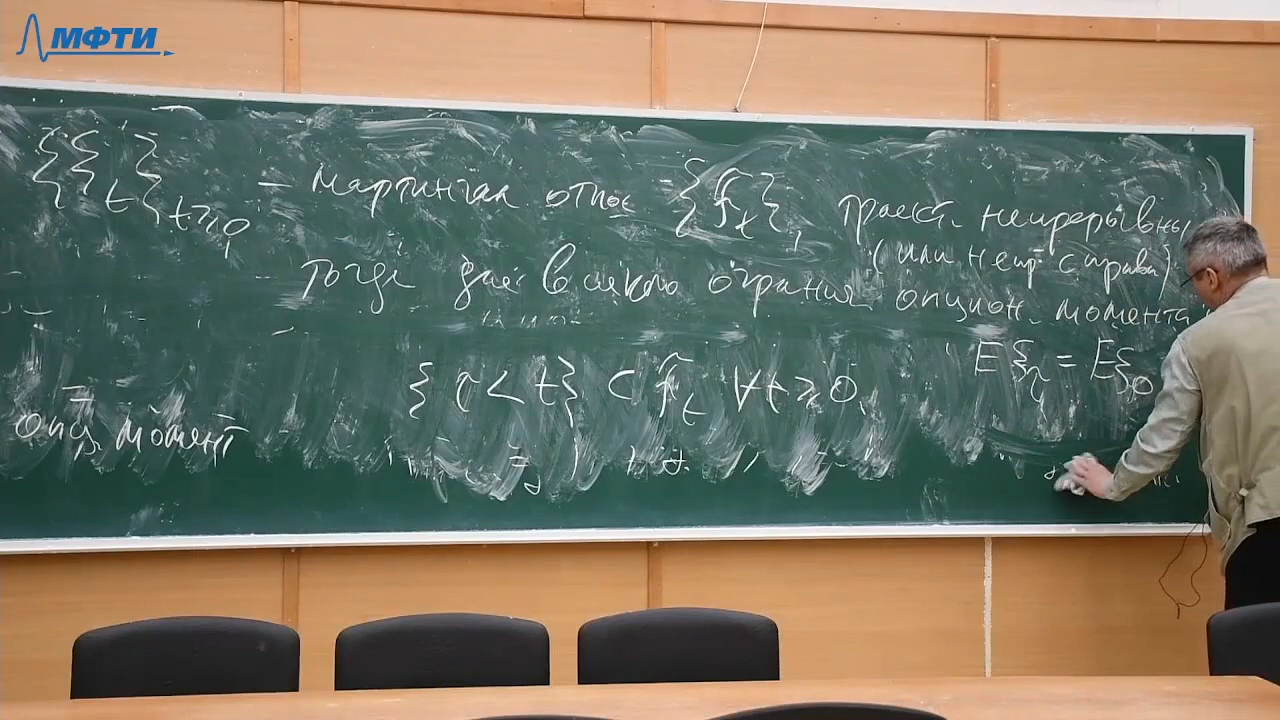 МФТИ
{ξ_t}_{t≥0} – мартингал относ {F_t}, траект. непрерывны
(или непр справа)
Тогда для всякого огранич опцион. момента
Eξ_τ = Eξ_0
{τ < t} ⊂ F_t ∀t ≥ 0
опц. момент